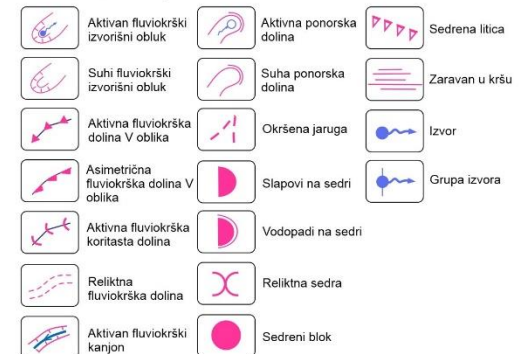 Aktivan fluviokrški
izvorišni obluk
Suhi fluviokrški
izvorišni obluk
Aktivna fluviokrška
dolina V oblika
Asimetrična
fluviokrška dolina V
oblika
Aktivna fluviokrška
koritasta dolina
Reliktna
fluviokrška dolina
Aktivan fluviokrški
kanjon
Aktivna ponorska
dolina
Suha ponorska
dolina
Okršena jaruga
Slapovi na sedri
Vodopadi na sedri
Reliktna sedra
Sedreni blok
Sedrena litica
Zaravan u kršu
Izvor
Grupa izvora